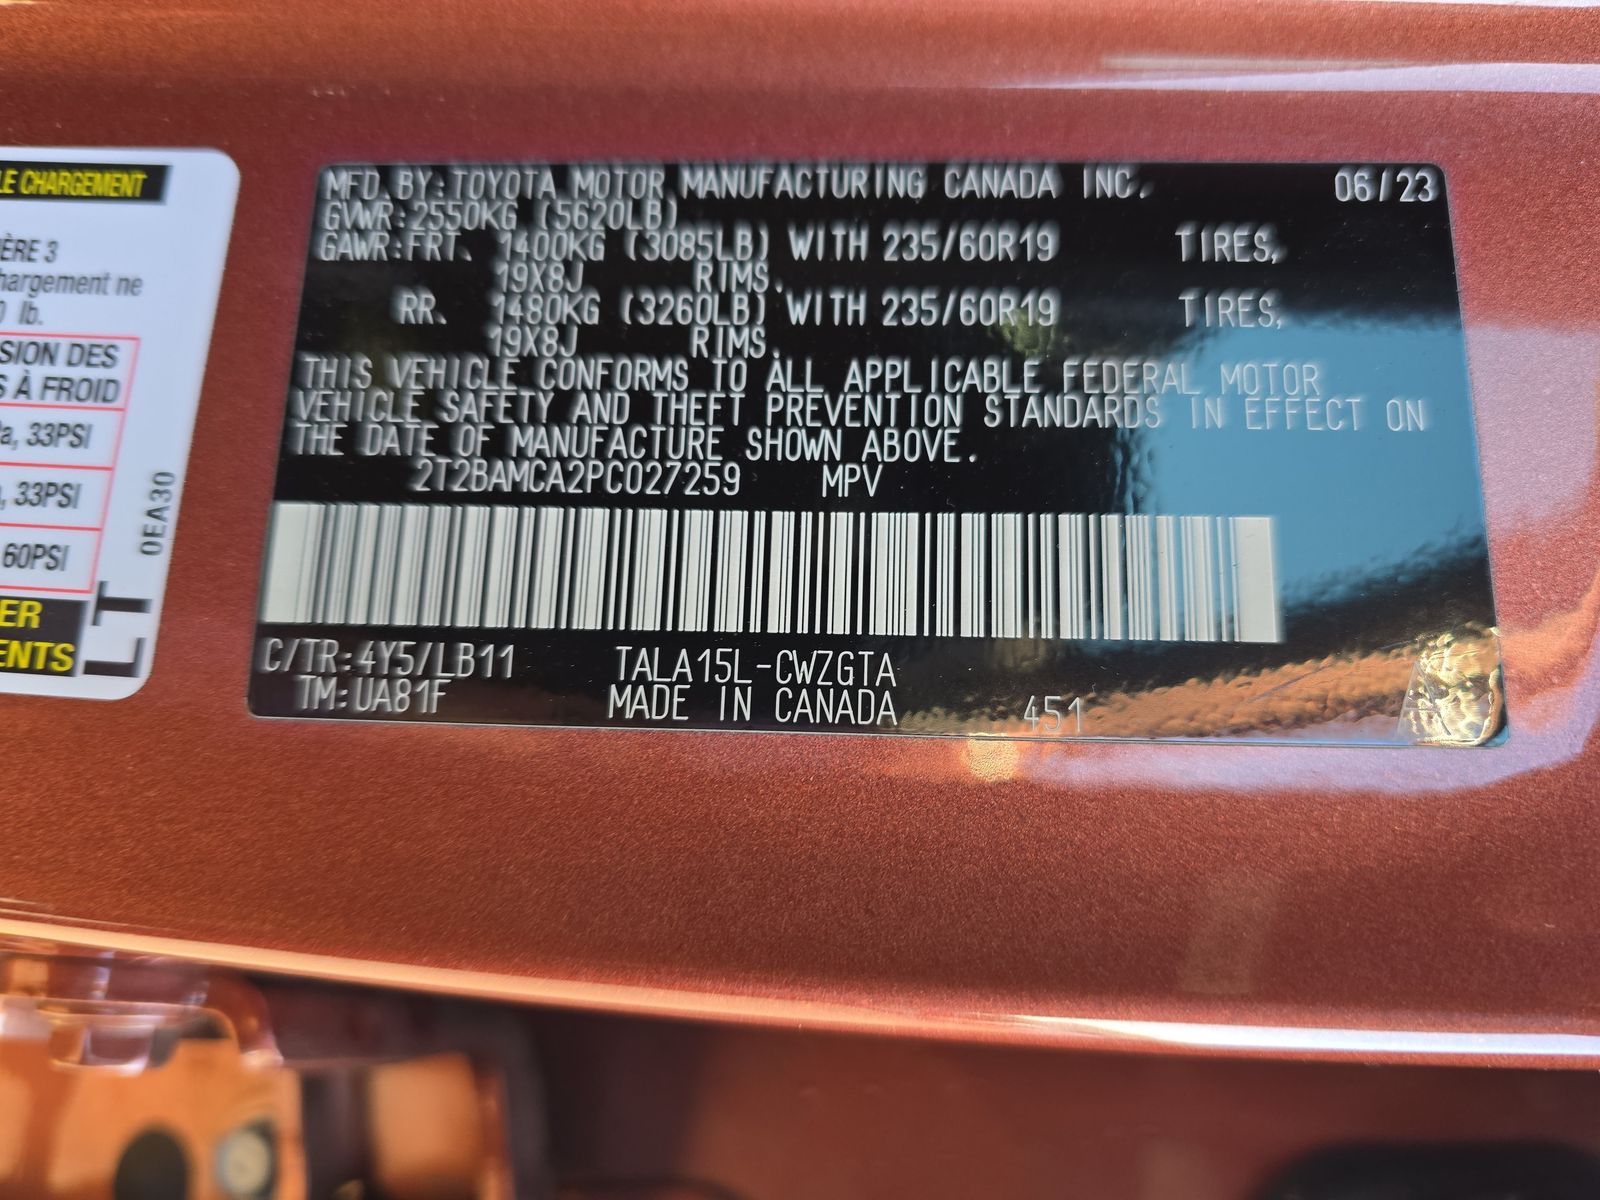 LE CHARGEMENT
ÈRE 3
hargement ne
lb.
SION DES
S À FROID
a, 33PSI
, 33PSI
60PSI
ER
ENTS
0EA30
LT
MFD.BY:TOYOTA MOTOR MANUFACTURING CANADA INC. 06/23
GVWR:2550KG (5620LB)
GAWR:FRT. 1400KG (3085LB) WITH 235/60R19 TIRES,
19X8J RIMS.
RR. 1480KG (3260LB) WITH 235/60R19 TIRES,
19X8J RIMS.
THIS VEHICLE CONFORMS TO ALL APPLICABLE FEDERAL MOTOR
VEHICLE SAFETY AND THEFT PREVENTION STANDARDS IN EFFECT ON
THE DATE OF MANUFACTURE SHOWN ABOVE.
2T2BAMCA2PC027259 MPV
C/TR:4Y5/LB11 TALA15L-CWZGTA
TM:UA81F MADE IN CANADA 451